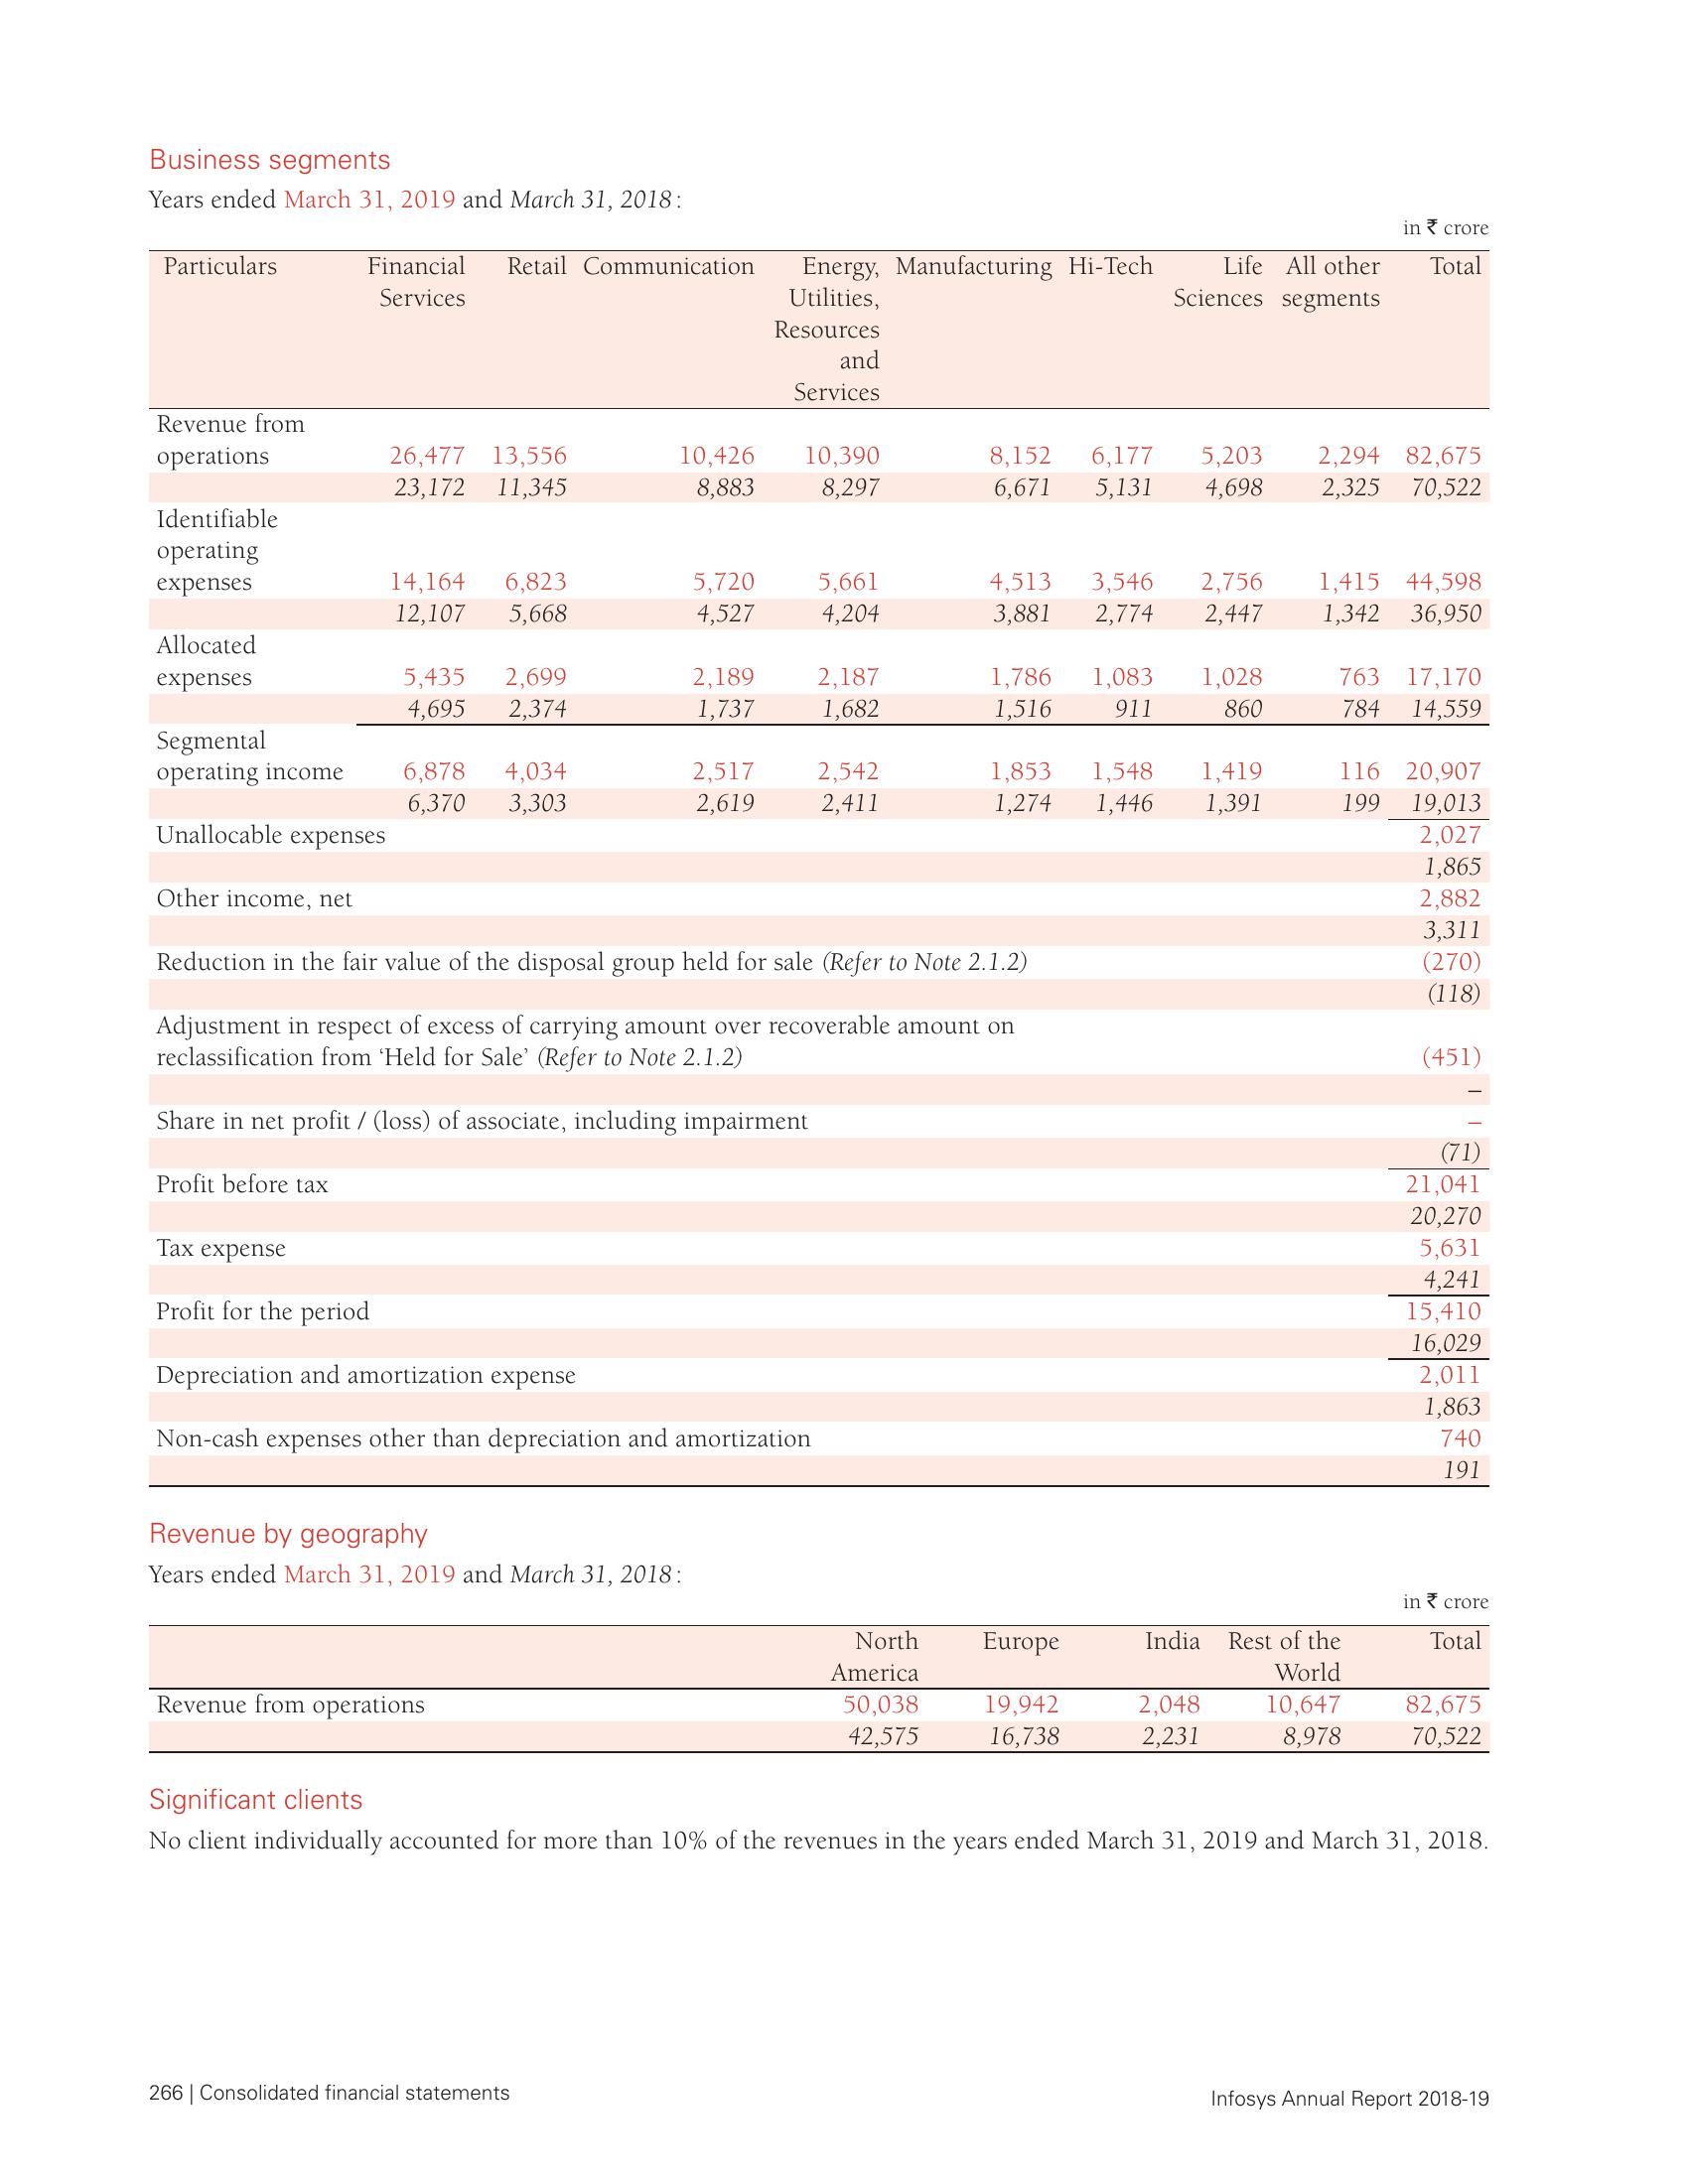 Business segments
Years ended March 31, 2019 and March 31, 2018:
in ₹ crore
Particulars Financial Services Retail Communication Energy, Utilities, Resources and Services Manufacturing Hi-Tech Life Sciences All other segments Total
Revenue from
operations 26,477 13,556 10,426 10,390 8,152 6,177 5,203 2,294 82,675
23,172 11,345 8,883 8,297 6,671 5,131 4,698 2,325 70,522
Identifiable
operating
expenses 14,164 6,823 5,720 5,661 4,513 3,546 2,756 1,415 44,598
12,107 5,668 4,527 4,204 3,881 2,774 2,447 1,342 36,950
Allocated
expenses 5,435 2,699 2,189 2,187 1,786 1,083 1,028 763 17,170
4,695 2,374 1,737 1,682 1,516 911 860 784 14,559
Segmental
operating income 6,878 4,034 2,517 2,542 1,853 1,548 1,419 116 20,907
6,370 3,303 2,619 2,411 1,274 1,446 1,391 199 19,013
Unallocable expenses 2,027
1,865
Other income, net 2,882
3,311
Reduction in the fair value of the disposal group held for sale (Refer to Note 2.1.2) (270)
(118)
Adjustment in respect of excess of carrying amount over recoverable amount on
reclassification from ‘Held for Sale’ (Refer to Note 2.1.2) (451)
–
Share in net profit / (loss) of associate, including impairment –
(71)
Profit before tax 21,041
20,270
Tax expense 5,631
4,241
Profit for the period 15,410
16,029
Depreciation and amortization expense 2,011
1,863
Non-cash expenses other than depreciation and amortization 740
191
Revenue by geography
Years ended March 31, 2019 and March 31, 2018:
in ₹ crore
North America Europe India Rest of the World Total
Revenue from operations 50,038 19,942 2,048 10,647 82,675
42,575 16,738 2,231 8,978 70,522
Significant clients
No client individually accounted for more than 10% of the revenues in the years ended March 31, 2019 and March 31, 2018.
266 | Consolidated financial statements
Infosys Annual Report 2018-19